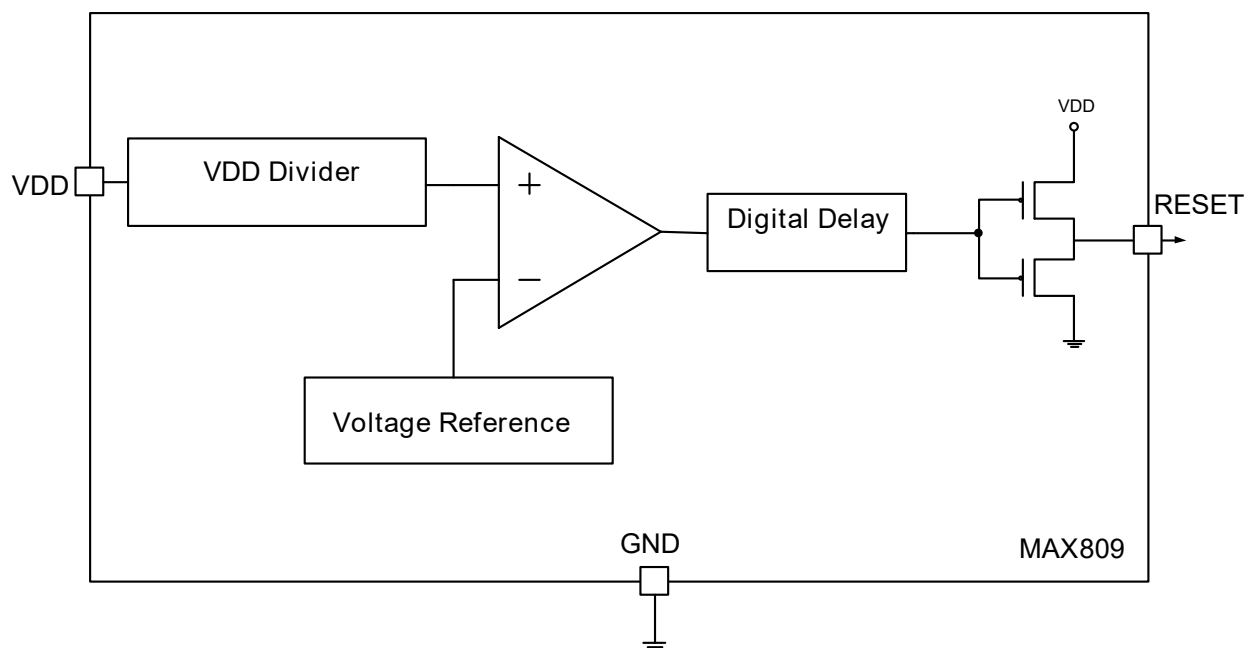 VDD
VDD
VDD Divider
+
RESET
Digital Delay
−
Voltage Reference
GND
MAX809